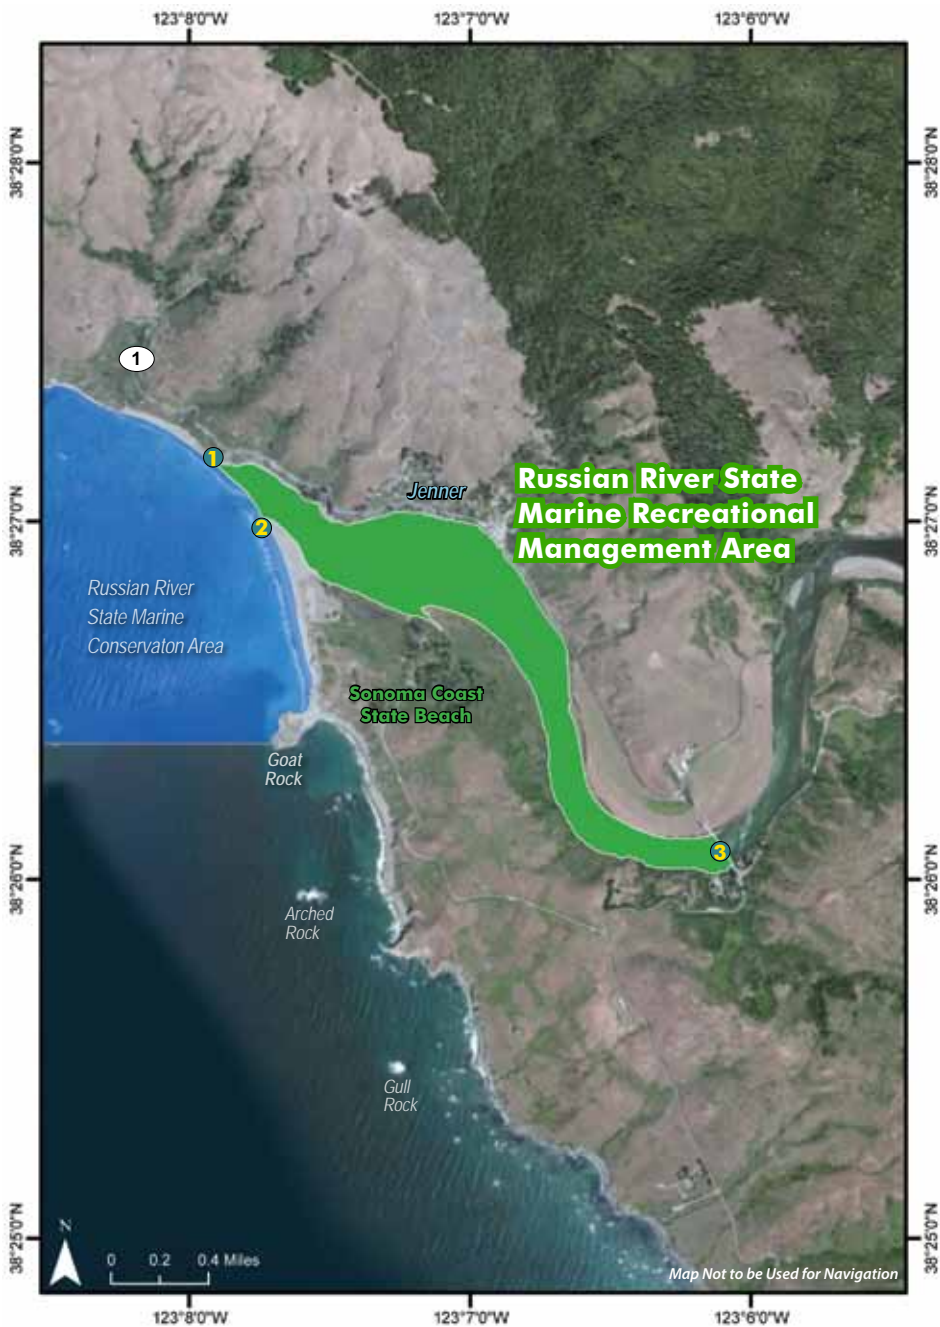 123°8'0"W
123°7'0"W
123°6'0"W
38°28'0"N
38°28'0"N
1
1
Jenner
Russian River State
Marine Recreational
Management Area
38°27'0"N
38°27'0"N
2
Russian River
State Marine
Conservaton Area
Sonoma Coast
State Beach
Goat
Rock
3
38°26'0"N
38°26'0"N
Arched
Rock
Gull
Rock
38°25'0"N
38°25'0"N
N
0 0.2 0.4 Miles
Map Not to be Used for Navigation
123°8'0"W
123°7'0"W
123°6'0"W